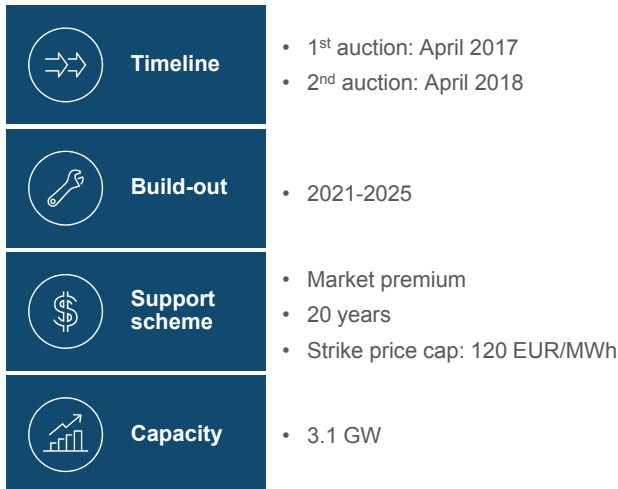 Timeline
• 1st auction: April 2017
• 2nd auction: April 2018
Build-out
• 2021-2025
Support
scheme
• Market premium
• 20 years
• Strike price cap: 120 EUR/MWh
Capacity
• 3.1 GW